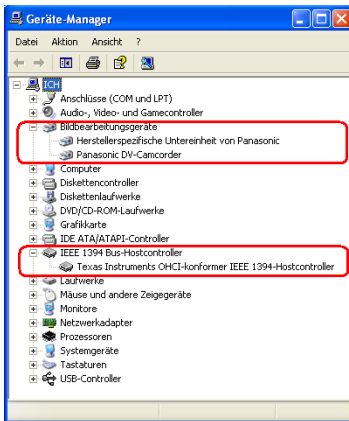 Geräte-Manager
Datei Aktion Ansicht ?
ICH
Anschlüsse (COM und LPT)
Audio-, Video- und Gamecontroller
Bildbearbeitungsgeräte
Herstellerspezifische Untereinheit von Panasonic
Panasonic DV-Camcorder
Computer
Diskettencontroller
Diskettenlaufwerke
DVD/CD-ROM-Laufwerke
Grafikkarte
IDE ATA/ATAPI-Controller
IEEE 1394 Bus-Hostcontroller
Texas Instruments OHCI-konformer IEEE 1394-Hostcontroller
Laufwerke
Mäuse und andere Zeigegeräte
Monitore
Netzwerkadapter
Prozessoren
Systemgeräte
Tastaturen
USB-Controller